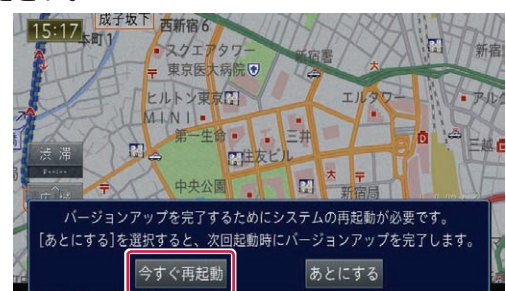 15:17
成子坂下
西新宿6
本町1
スクエアタワー
新宿署
新宿
東京医大病院
ヒルトン東京
エルタワー
アルタ
MINI
第一生命
三井
三越
渋滞
住友ビル
広域
中央公園
新宿局
バージョンアップを完了するためにシステムの再起動が必要です。
[あとにする]を選択すると、次回起動時にバージョンアップを完了します。
今すぐ再起動
あとにする